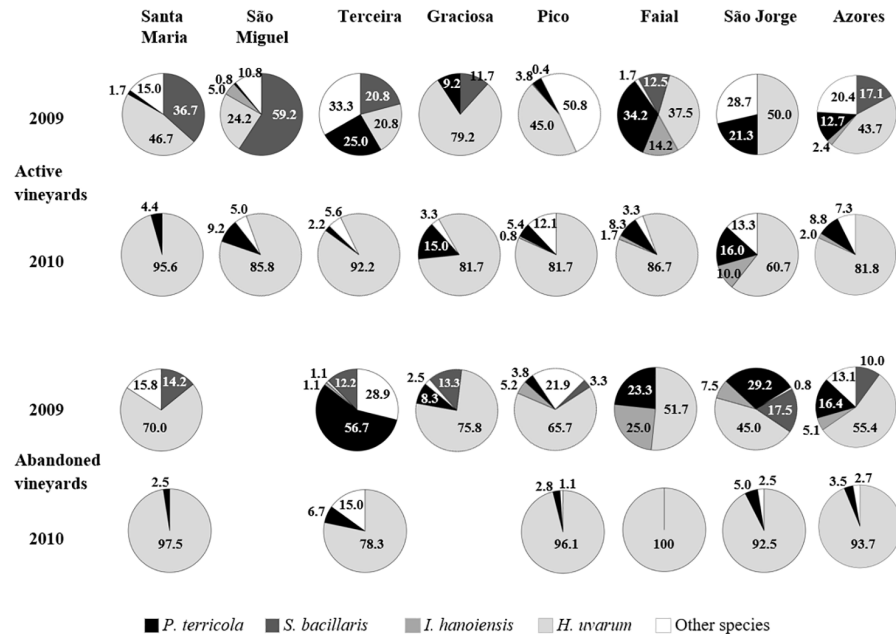 Santa Maria São Miguel Terceira Graciosa Pico Faial São Jorge Azores
2009
1.7 15.0 36.7 46.7
0.8 10.8 5.0 24.2 59.2
33.3 20.8 20.8 25.0
9.2 11.7 79.2
3.8 0.4 50.8 45.0
1.7 12.5 34.2 37.5 14.2
28.7 50.0 21.3
20.4 17.1 12.7 43.7 2.4
Active vineyards
2010
4.4 95.6
5.0 9.2 85.8
5.6 2.2 92.2
3.3 15.0 81.7
5.4 12.1 0.8 81.7
3.3 8.3 1.7 86.7
13.3 16.0 10.0 60.7
7.3 8.8 2.0 81.8
2009
15.8 14.2 70.0
1.1 1.1 12.2 28.9 56.7
2.5 13.3 8.3 75.8
3.8 21.9 3.3 5.2 65.7
23.3 51.7 25.0
7.5 29.2 0.8 17.5 45.0
10.0 13.1 16.4 5.1 55.4
Abandoned vineyards
2010
2.5 97.5
6.7 15.0 78.3
2.8 1.1 96.1
100
5.0 2.5 92.5
3.5 2.7 93.7
P. terricola S. bacillaris I. hanoiensis H. uvarum Other species